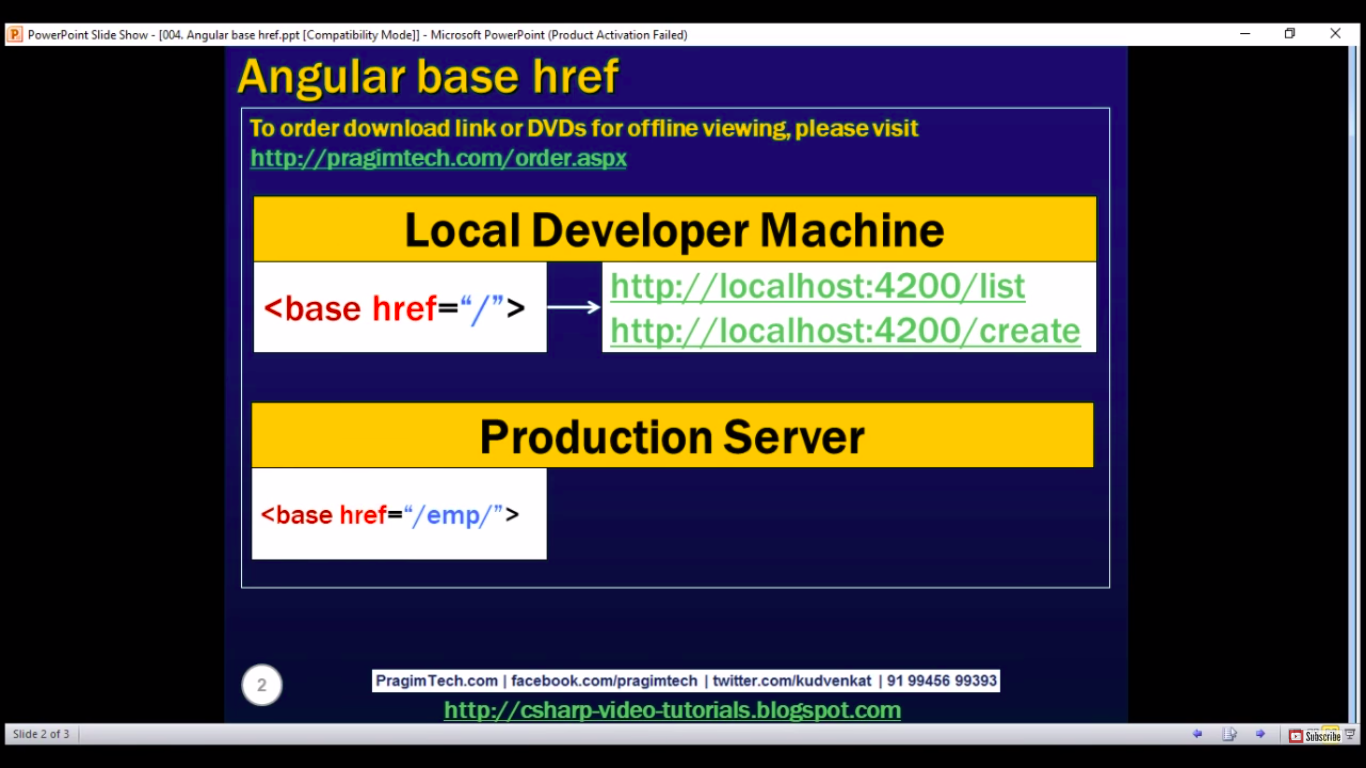 PowerPoint Slide Show - [004. Angular base href.ppt [Compatibility Mode]] - Microsoft PowerPoint (Product Activation Failed)
Angular base href
To order download link or DVDs for offline viewing, please visit
http://pragimtech.com/order.aspx
Local Developer Machine
<base href=“/”>
http://localhost:4200/list
http://localhost:4200/create
Production Server
<base href=“/emp/”>
2
PragimTech.com | facebook.com/pragimtech | twitter.com/kudvenkat | 91 99456 99393
http://csharp-video-tutorials.blogspot.com
Slide 2 of 3
Subscribe